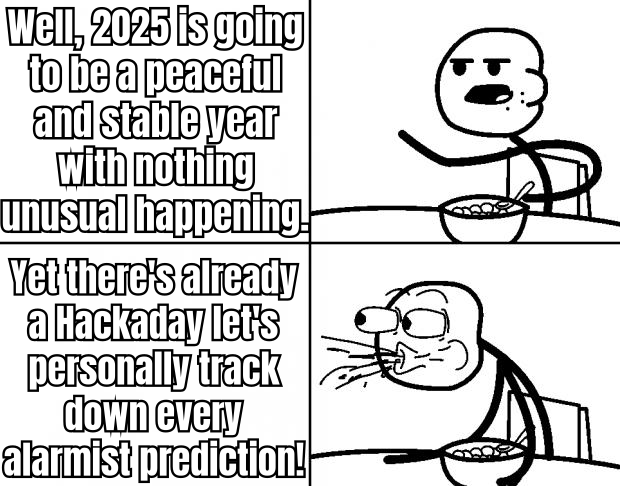 Well, 2025 is going
to be a peaceful
and stable year
with nothing
unusual happening.
Yet there's already
a Hackaday let's
personally track
down every
alarmist prediction!